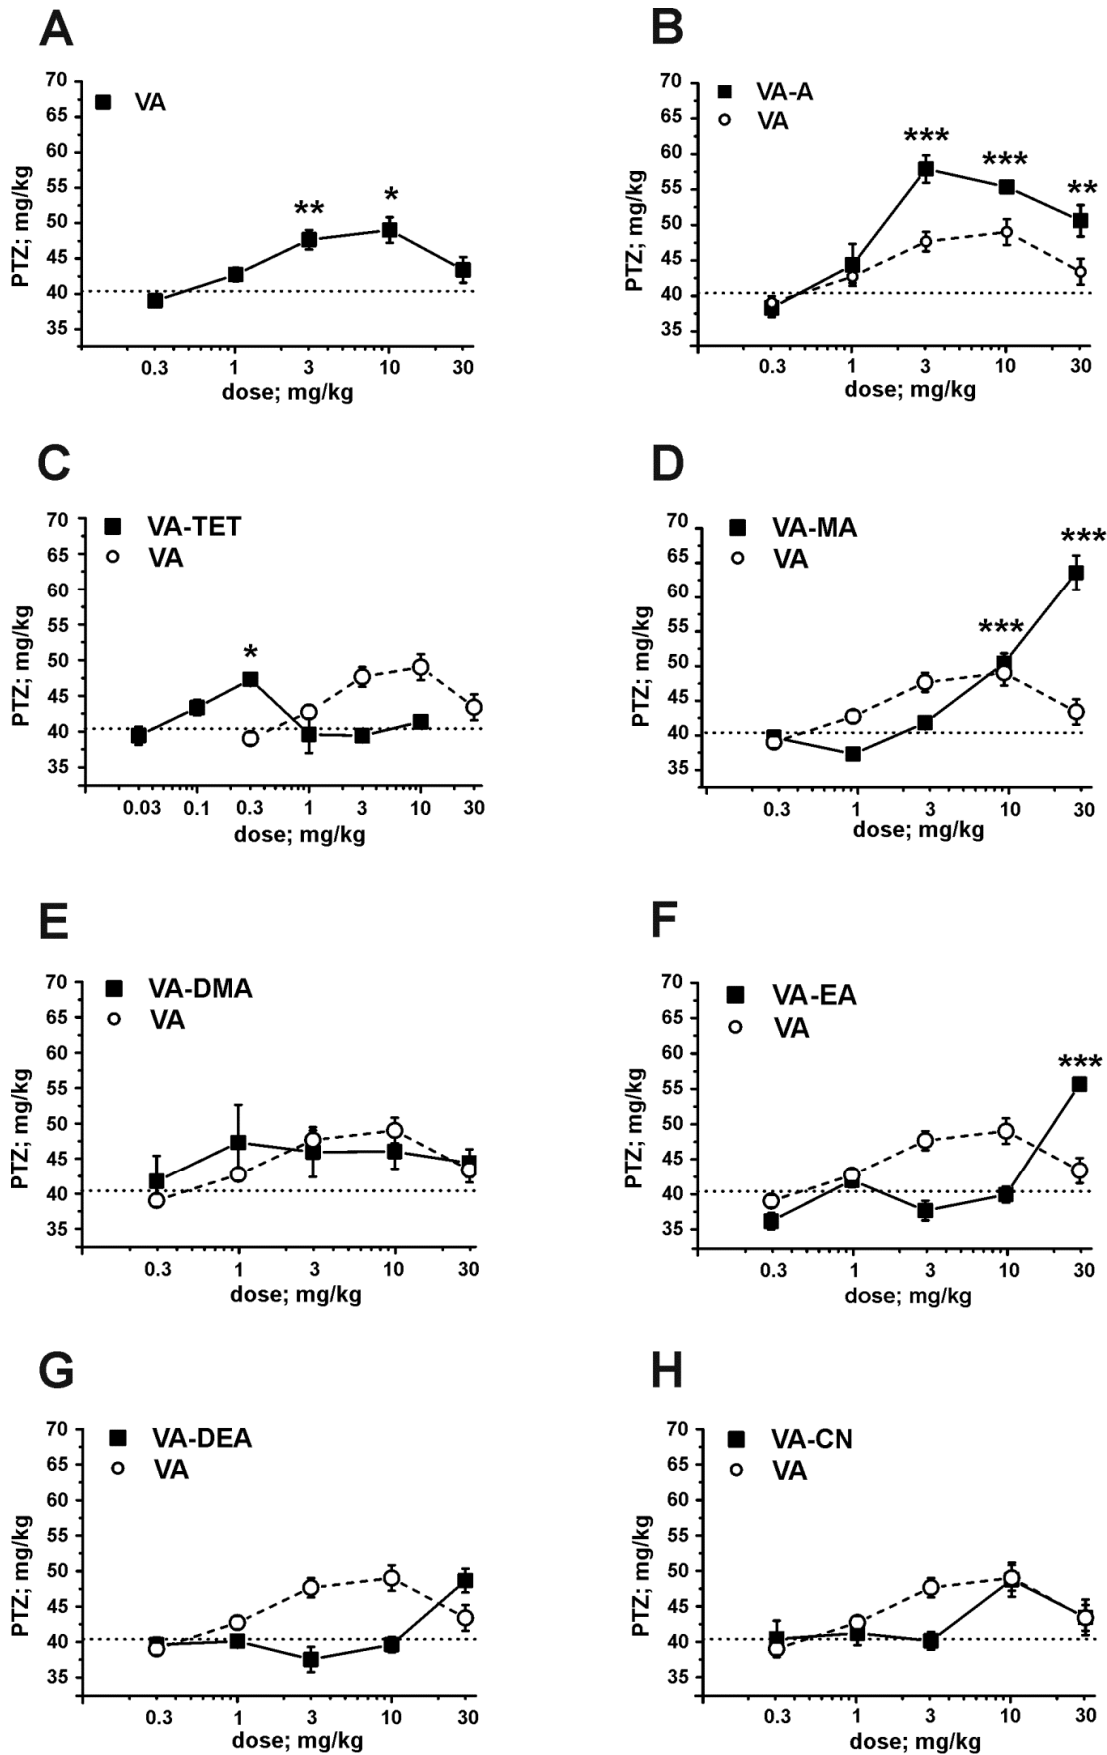 A
VA
** *
PTZ; mg/kg
70
65
60
55
50
45
40
35
0.3 1 3 10 30
dose; mg/kg
B
VA-A
VA
*** *** **
PTZ; mg/kg
70
65
60
55
50
45
40
35
0.3 1 3 10 30
dose; mg/kg
C
VA-TET
VA
*
PTZ; mg/kg
70
65
60
55
50
45
40
35
0.03 0.1 0.3 1 3 10 30
dose; mg/kg
D
VA-MA
VA
*** ***
PTZ; mg/kg
70
65
60
55
50
45
40
35
0.3 1 3 10 30
dose; mg/kg
E
VA-DMA
VA
PTZ; mg/kg
70
65
60
55
50
45
40
35
0.3 1 3 10 30
dose; mg/kg
F
VA-EA
VA
***
PTZ; mg/kg
70
65
60
55
50
45
40
35
0.3 1 3 10 30
dose; mg/kg
G
VA-DEA
VA
PTZ; mg/kg
70
65
60
55
50
45
40
35
0.3 1 3 10 30
dose; mg/kg
H
VA-CN
VA
PTZ; mg/kg
70
65
60
55
50
45
40
35
0.3 1 3 10 30
dose; mg/kg